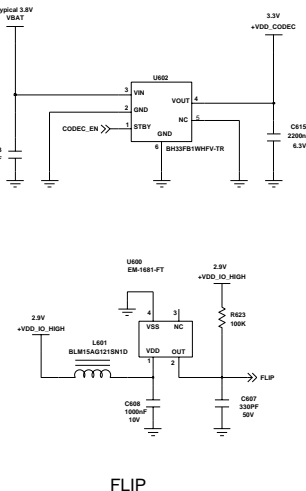 ypical 3.8V
VBAT
3.3V
+VDD_CODEC
U602
3 VIN
VOUT 4
2 GND
NC 5
CODEC_EN 1 STBY
GND
6 BH33FB1WHFV-TR
C615
2200n
6.3V
U600
EM-1681-FT
2.9V
+VDD_IO_HIGH
4 3
VSS NC
R623
100K
2.9V
+VDD_IO_HIGH
L601
BLM15AG121SN1D
VDD OUT
1 2
FLIP
C608
1000nF
10V
C607
330PF
50V
FLIP